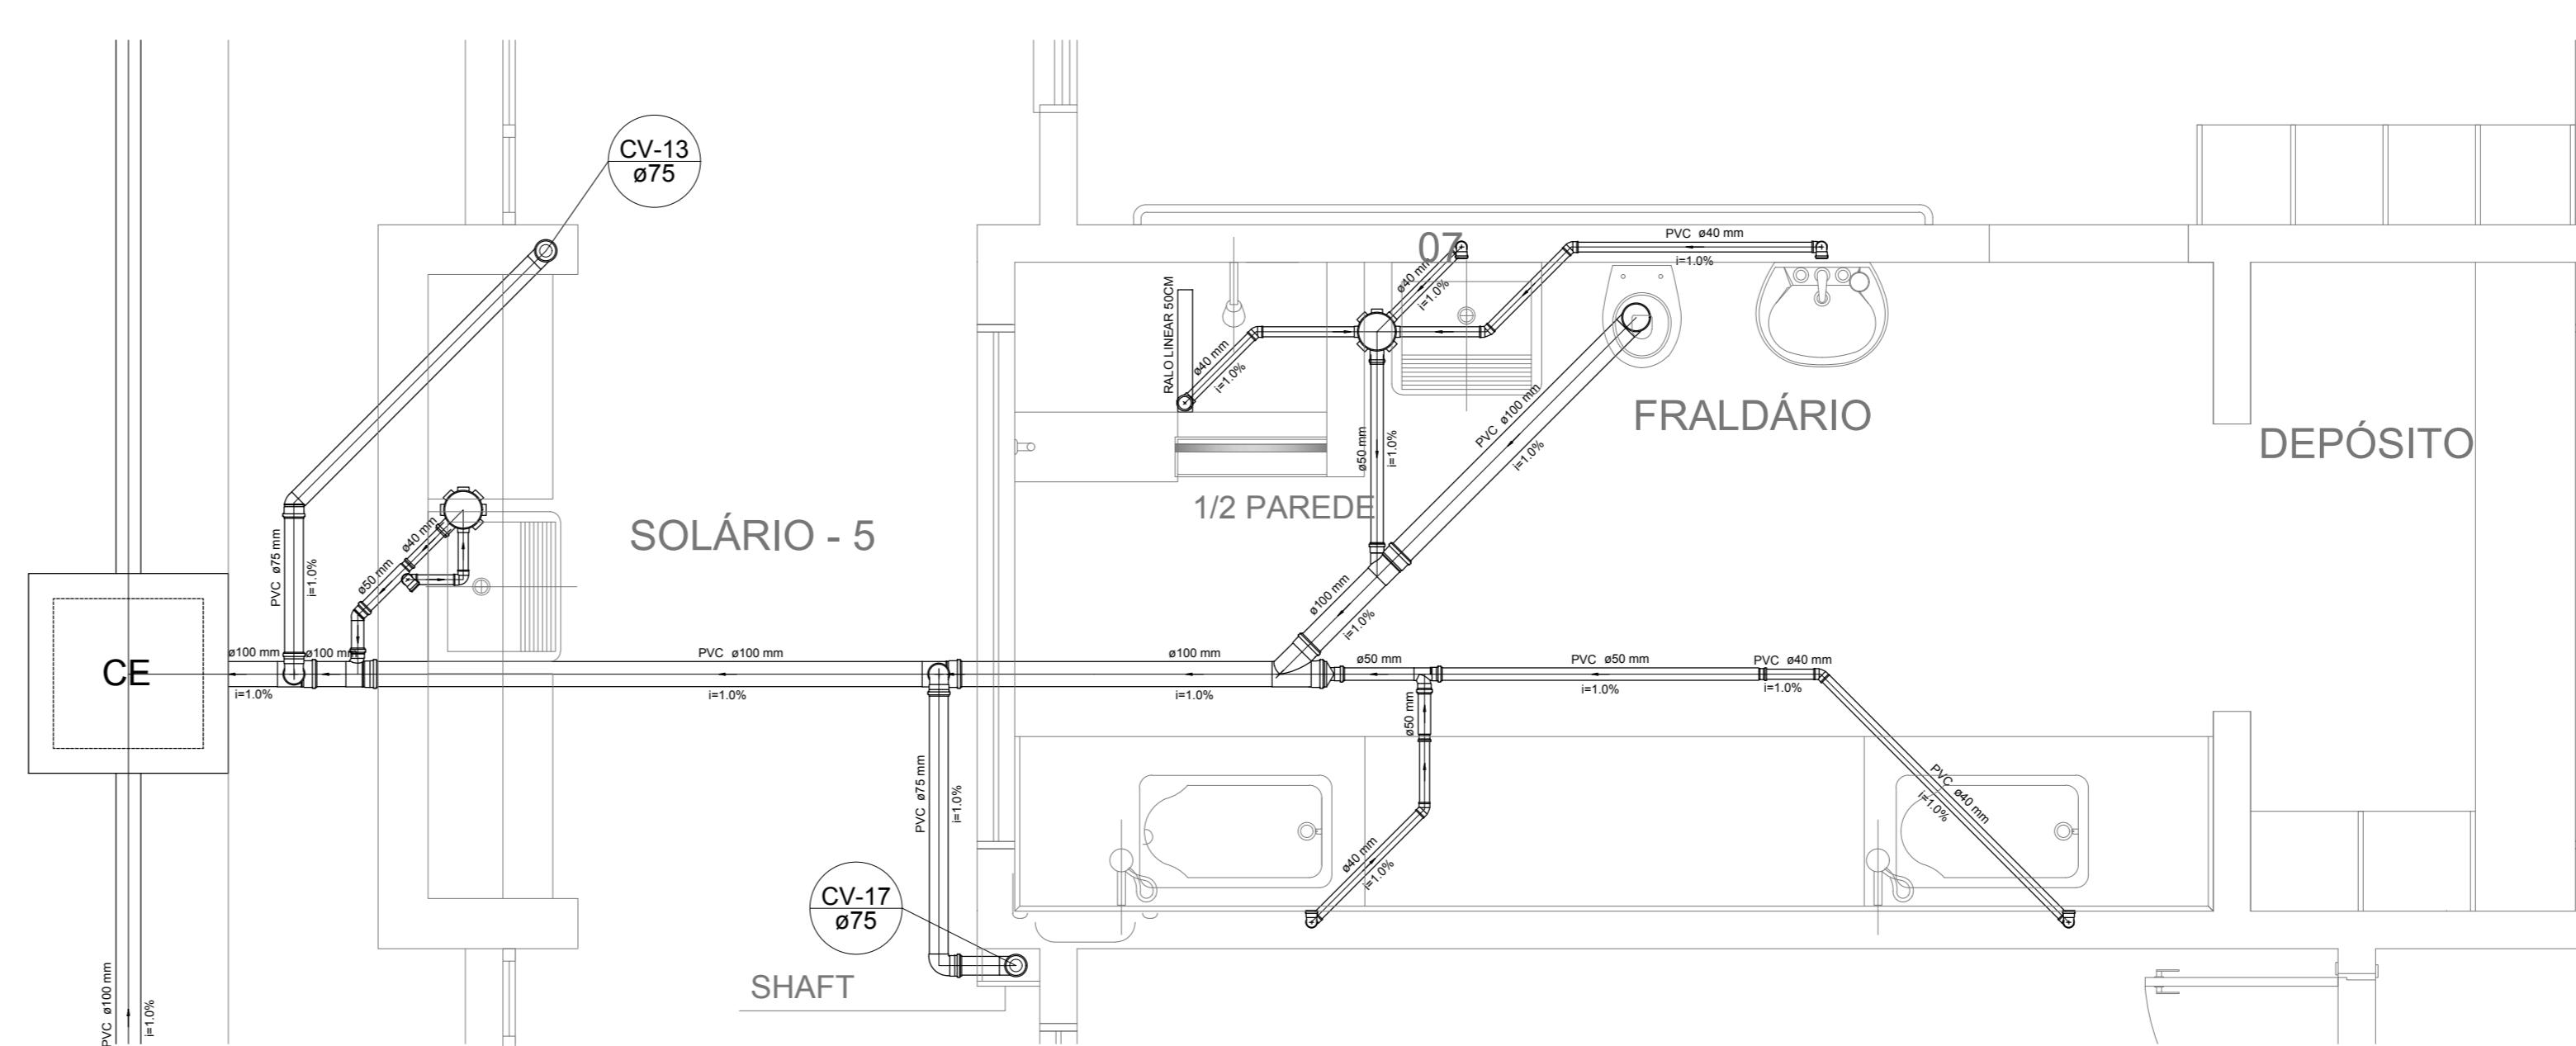 CV-13
ø75
07
PVC ø40 mm
i=1.0%
ø40 mm
i=1.0%
RALO LINEAR 50CM
ø40 mm
i=1.0%
ø50 mm
i=1.0%
PVC ø100 mm
i=1.0%
FRALDÁRIO
DEPÓSITO
1/2 PAREDE
SOLÁRIO - 5
PVC ø75 mm
i=1.0%
ø40 mm
ø50 mm
ø100 mm
i=1.0%
CE
ø100 mm
i=1.0%
ø100 mm
PVC ø100 mm
i=1.0%
ø100 mm
i=1.0%
ø50 mm
PVC ø50 mm
i=1.0%
PVC ø40 mm
i=1.0%
ø50 mm
PVC ø75 mm
i=1.0%
PVC ø40 mm
i=1.0%
ø40 mm
i=1.0%
CV-17
ø75
SHAFT
PVC ø100 mm
i=1.0%